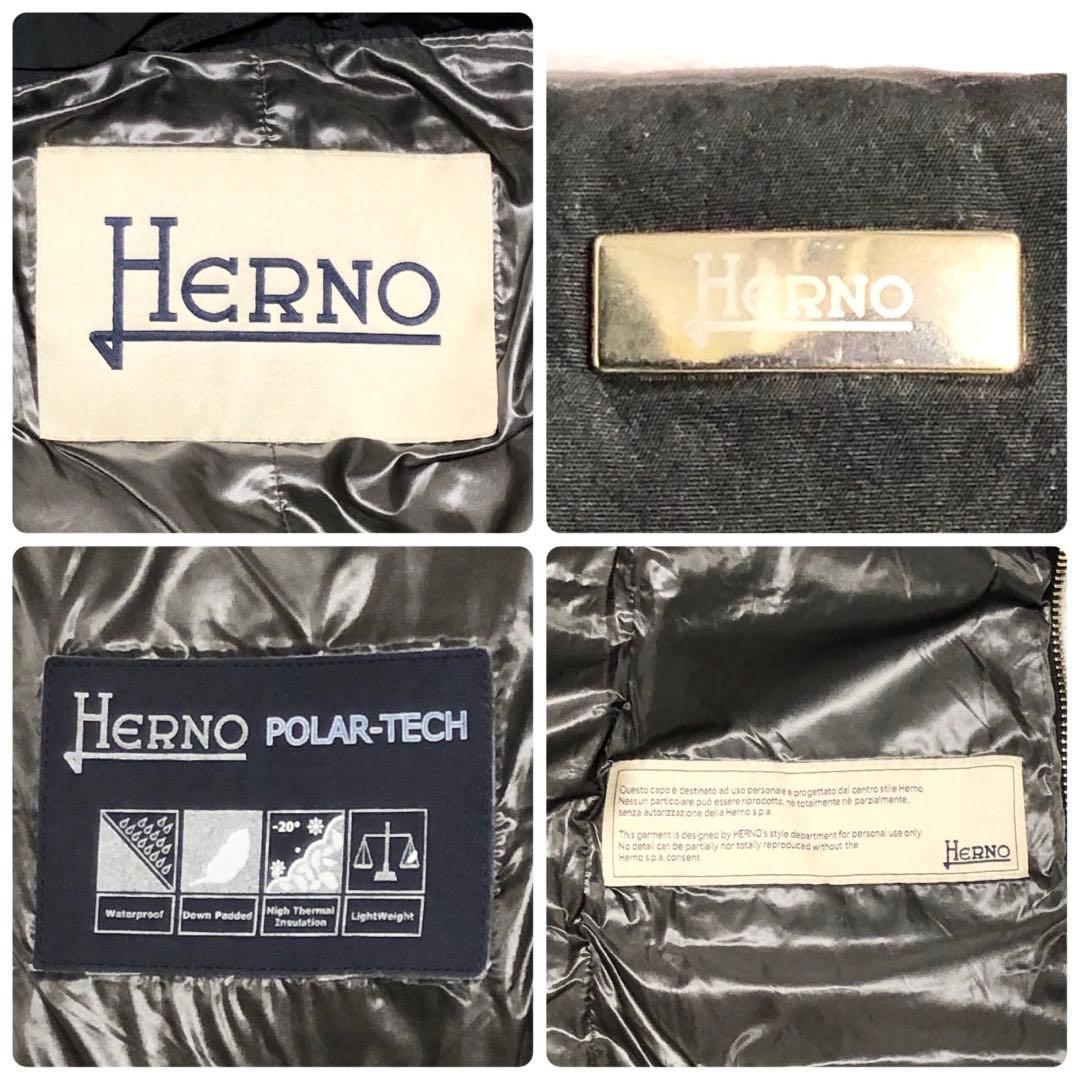 HERNO
HERNO
HERNO POLAR-TECH
-20°
Waterproof
Down Padded
High Thermal
Insulation
LightWeight
Questo capo è destinato ad uso personale e progettato dal centro stile Herno.
Nessun particolare può essere riprodotto, nè totalmente nè parzialmente,
senza autorizzazione della Herno s.p.a.
This garment is designed by HERNO's style department for personal use only.
No detail can be partially nor totally reproduced without the
Herno s.p.a. consent.
HERNO